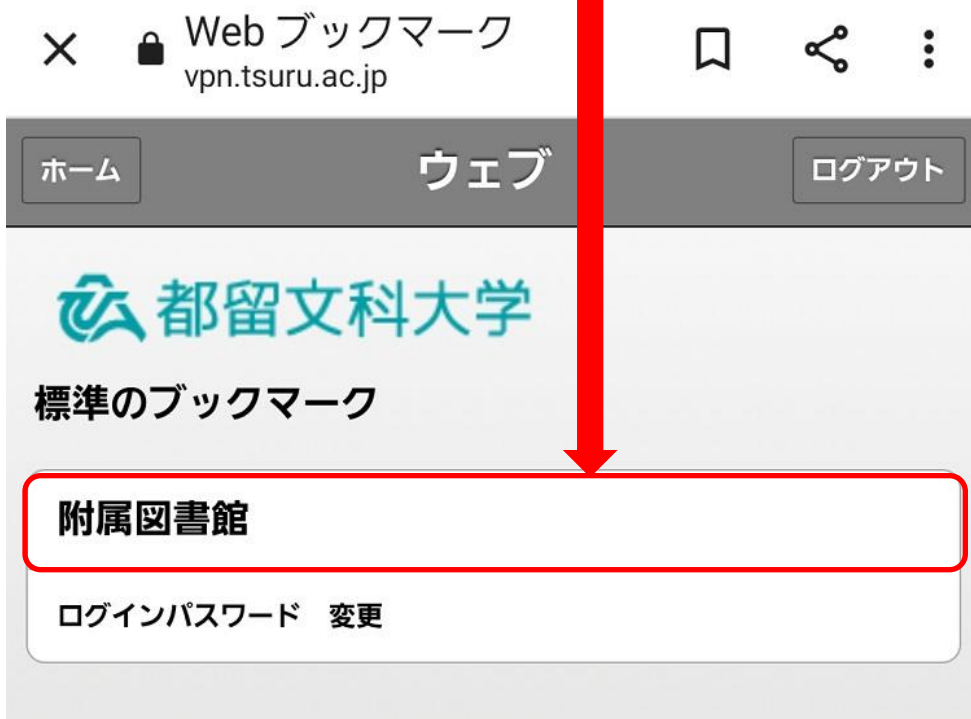 Web ブックマーク
vpn.tsuru.ac.jp
ホーム
ウェブ
ログアウト
都留文科大学
標準のブックマーク
附属図書館
ログインパスワード　変更